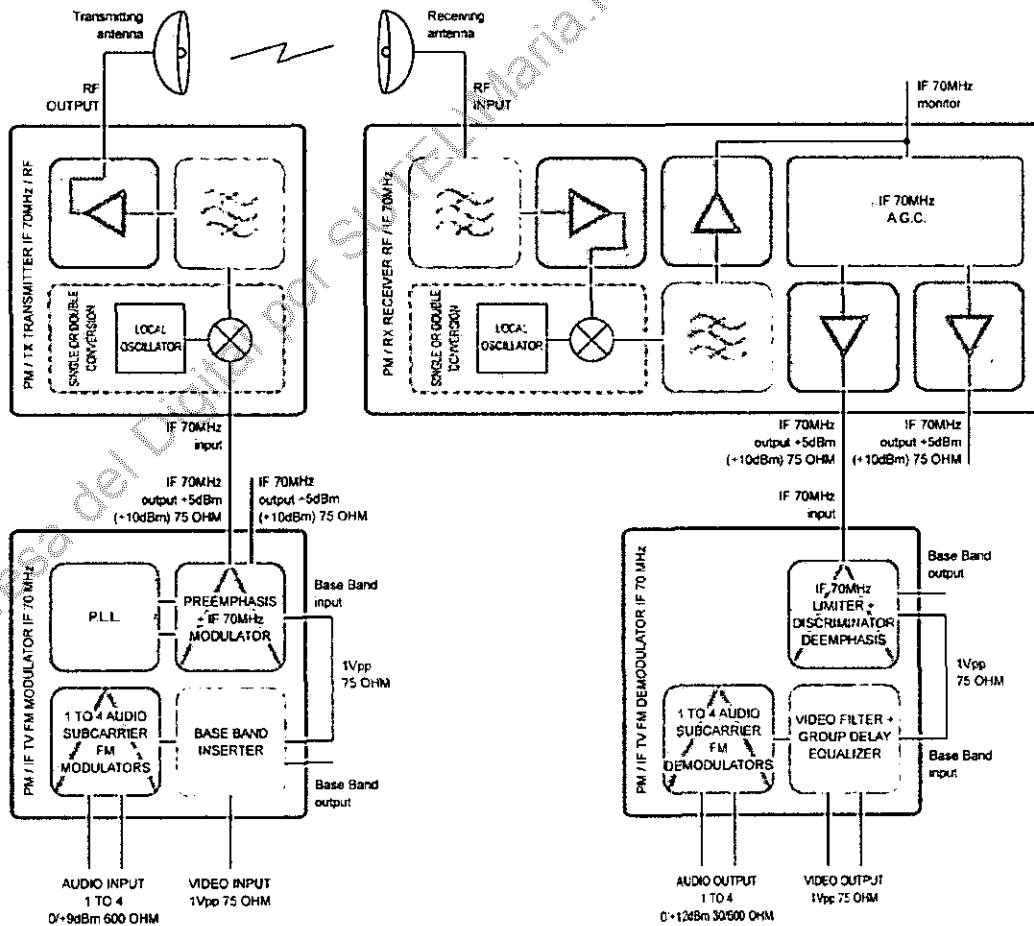 Transmitting
antenna
Receiving
antenna
RF
OUTPUT
RF
INPUT
IF 70MHz
monitor
PM / TX TRANSMITTER IF 70MHz / RF
SINGLE OR DOUBLE
CONVERSION
LOCAL
OSCILLATOR
PM / RX RECEIVER RF / IF 70MHz
SINGLE OR DOUBLE
CONVERSION
LOCAL
OSCILLATOR
IF 70MHz
A.G.C.
IF 70MHz
input
IF 70MHz
output +5dBm
(+10dBm) 75 OHM
IF 70MHz
output +5dBm
(+10dBm) 75 OHM
IF 70MHz
output +5dBm
(+10dBm) 75 OHM
IF 70MHz
output +5dBm
(+10dBm) 75 OHM
IF 70MHz
input
PM / IF TV FM MODULATOR IF 70 MHz
P.L.L.
PREEMPHASIS
+ IF 70MHz
MODULATOR
Base Band
input
1Vpp
75 OHM
1 TO 4 AUDIO
SUBCARRIER
FM
MODULATORS
BASE BAND
INSERTER
Base Band
output
AUDIO INPUT
1 TO 4
0/+9dBm 600 OHM
VIDEO INPUT
1Vpp 75 OHM
PM / IF TV FM DEMODULATOR IF 70 MHz
IF 70MHz
LIMITER +
DISCRIMINATOR
DEEMPHASIS
Base Band
output
1Vpp
75 OHM
1 TO 4 AUDIO
SUBCARRIER
FM
DEMODULATORS
VIDEO FILTER +
GROUP DELAY
EQUALIZER
Base Band
input
AUDIO OUTPUT
1 TO 4
0/+12dBm 30/600 OHM
VIDEO OUTPUT
1Vpp 75 OHM
esa del Digital por SUTEL Maria.